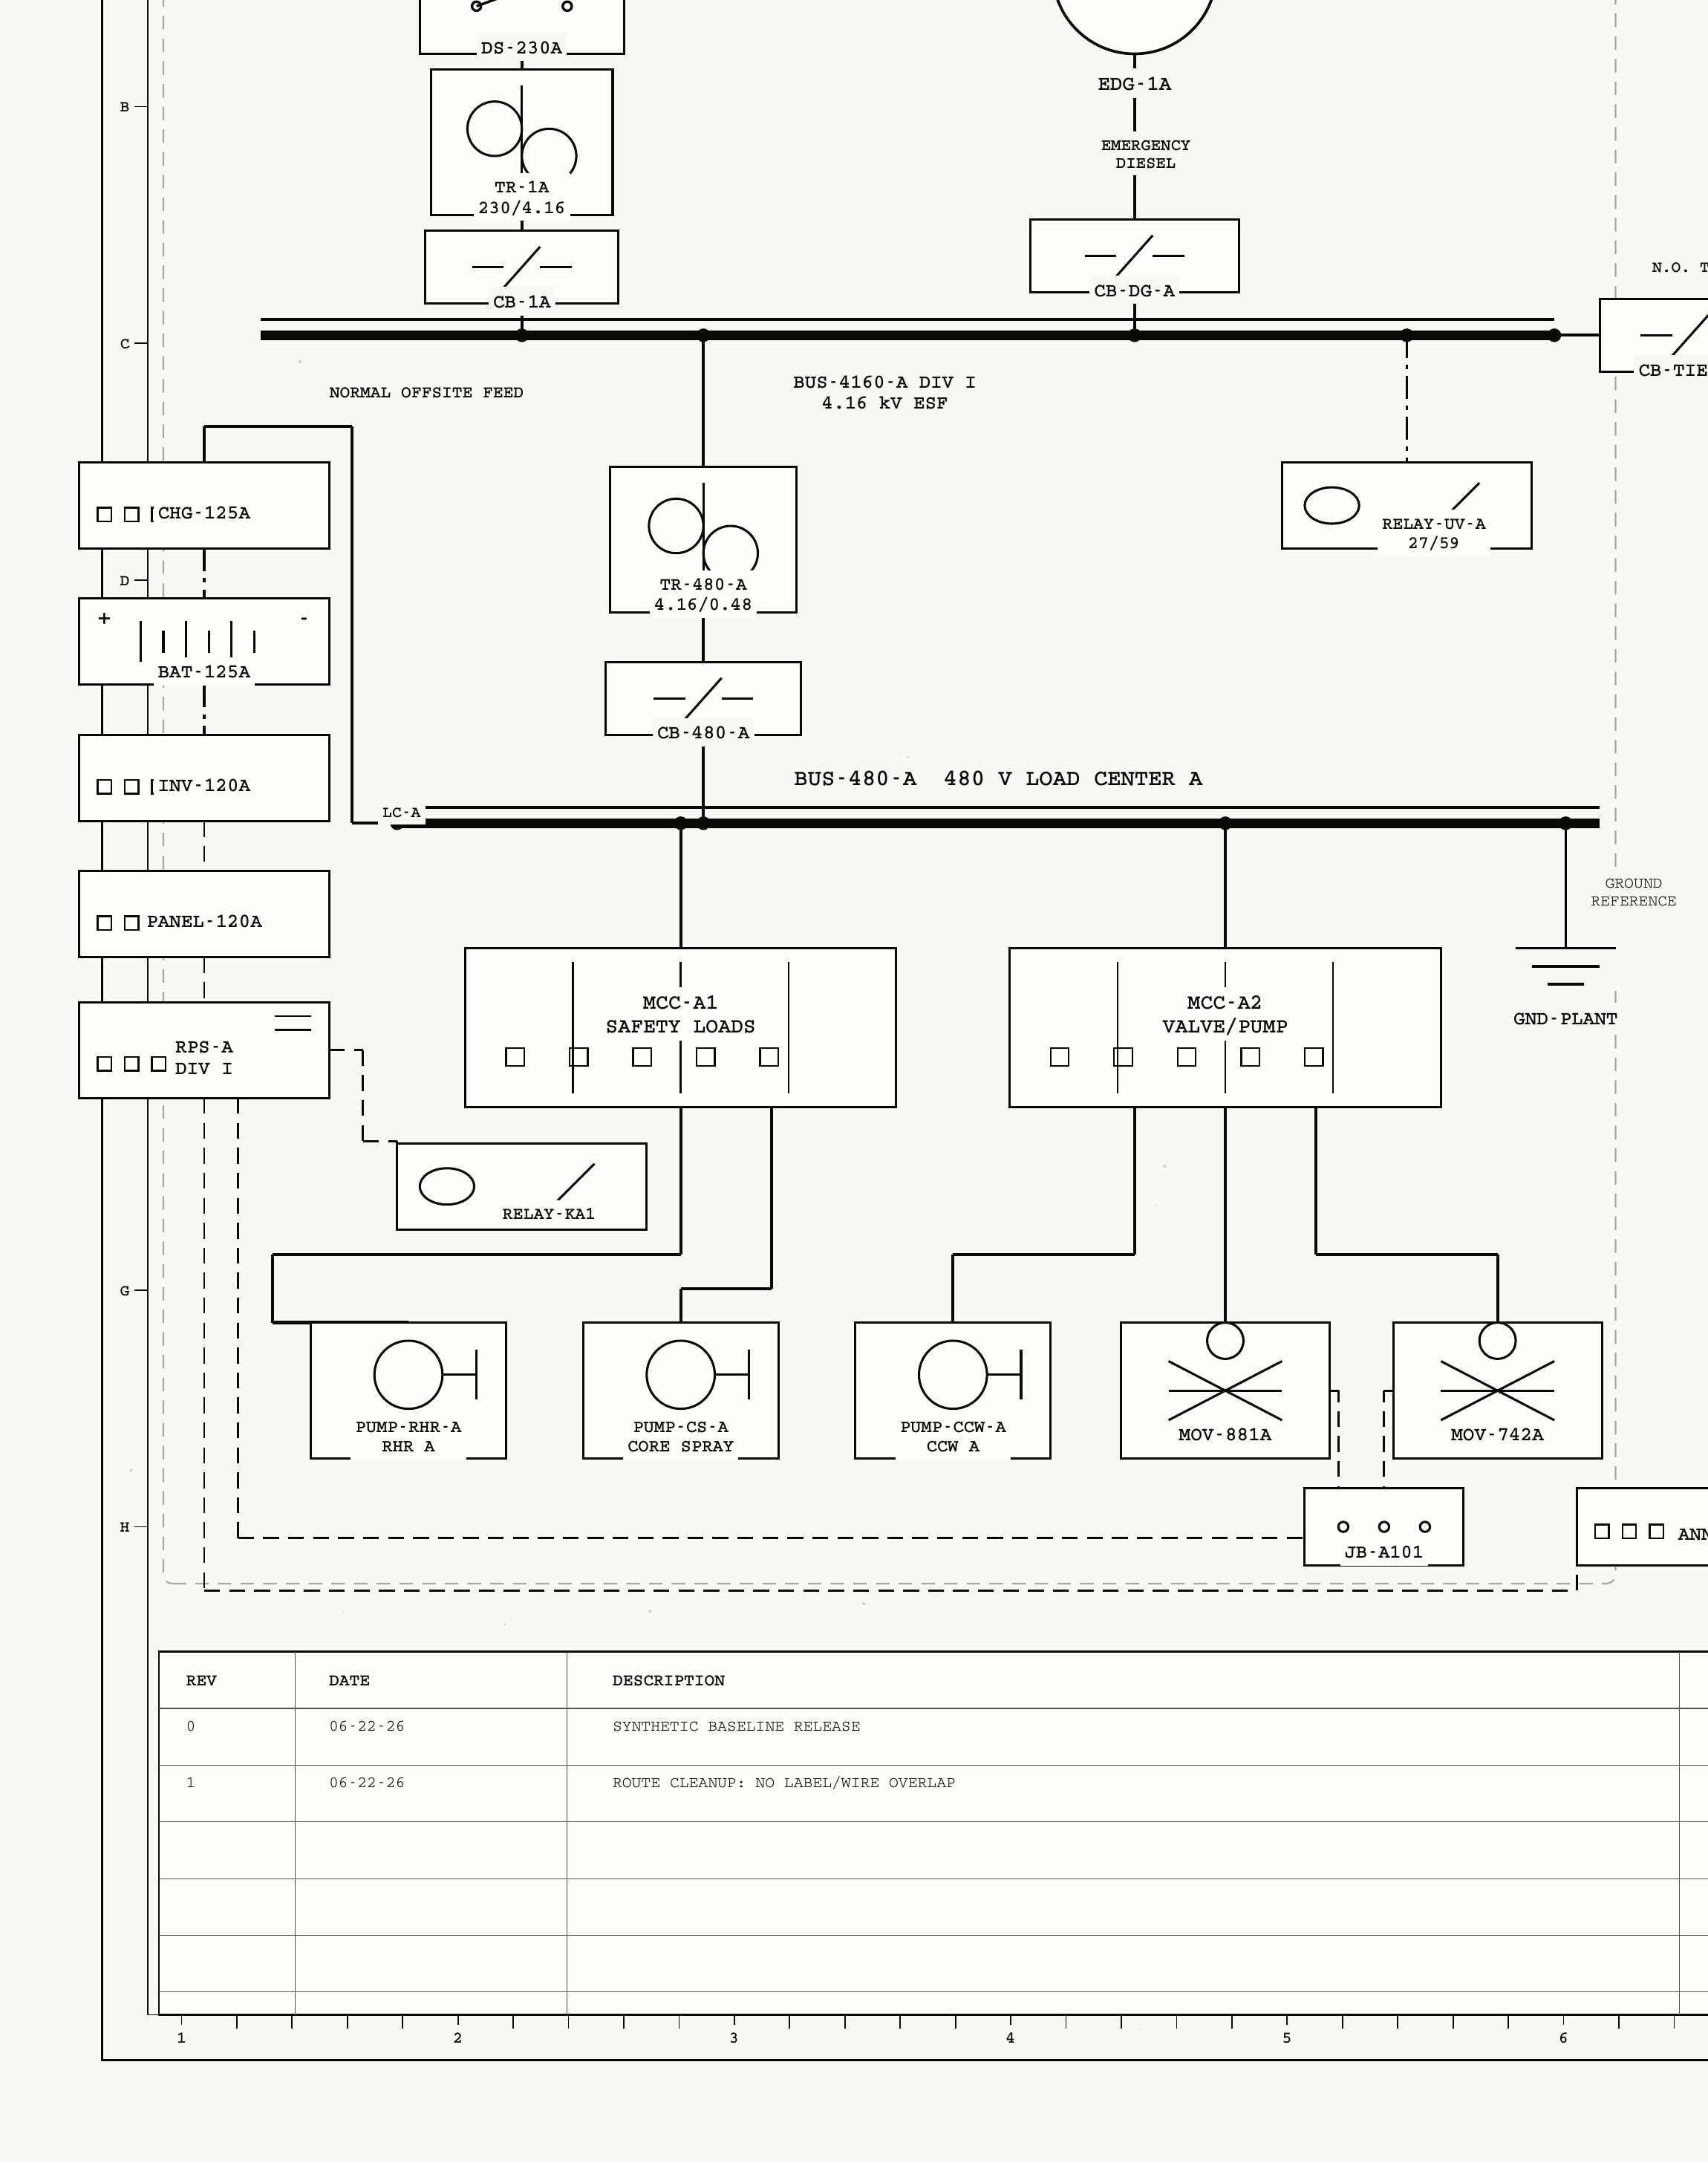 DS-230A
EDG-1A
B
EMERGENCY
DIESEL
TR-1A
230/4.16
N.O. T
CB-DG-A
CB-1A
C
CB-TIE
BUS-4160-A DIV I
4.16 kV ESF
NORMAL OFFSITE FEED
CHG-125A
RELAY-UV-A
27/59
D
TR-480-A
4.16/0.48
+ -
BAT-125A
CB-480-A
BUS-480-A 480 V LOAD CENTER A
INV-120A
LC-A
GROUND
REFERENCE
PANEL-120A
MCC-A1
SAFETY LOADS
MCC-A2
VALVE/PUMP
GND-PLANT
RPS-A
DIV I
RELAY-KA1
G
PUMP-RHR-A
RHR A
PUMP-CS-A
CORE SPRAY
PUMP-CCW-A
CCW A
MOV-881A
MOV-742A
H
ANN
JB-A101
REV DATE DESCRIPTION
0 06-22-26 SYNTHETIC BASELINE RELEASE
1 06-22-26 ROUTE CLEANUP: NO LABEL/WIRE OVERLAP
1 2 3 4 5 6